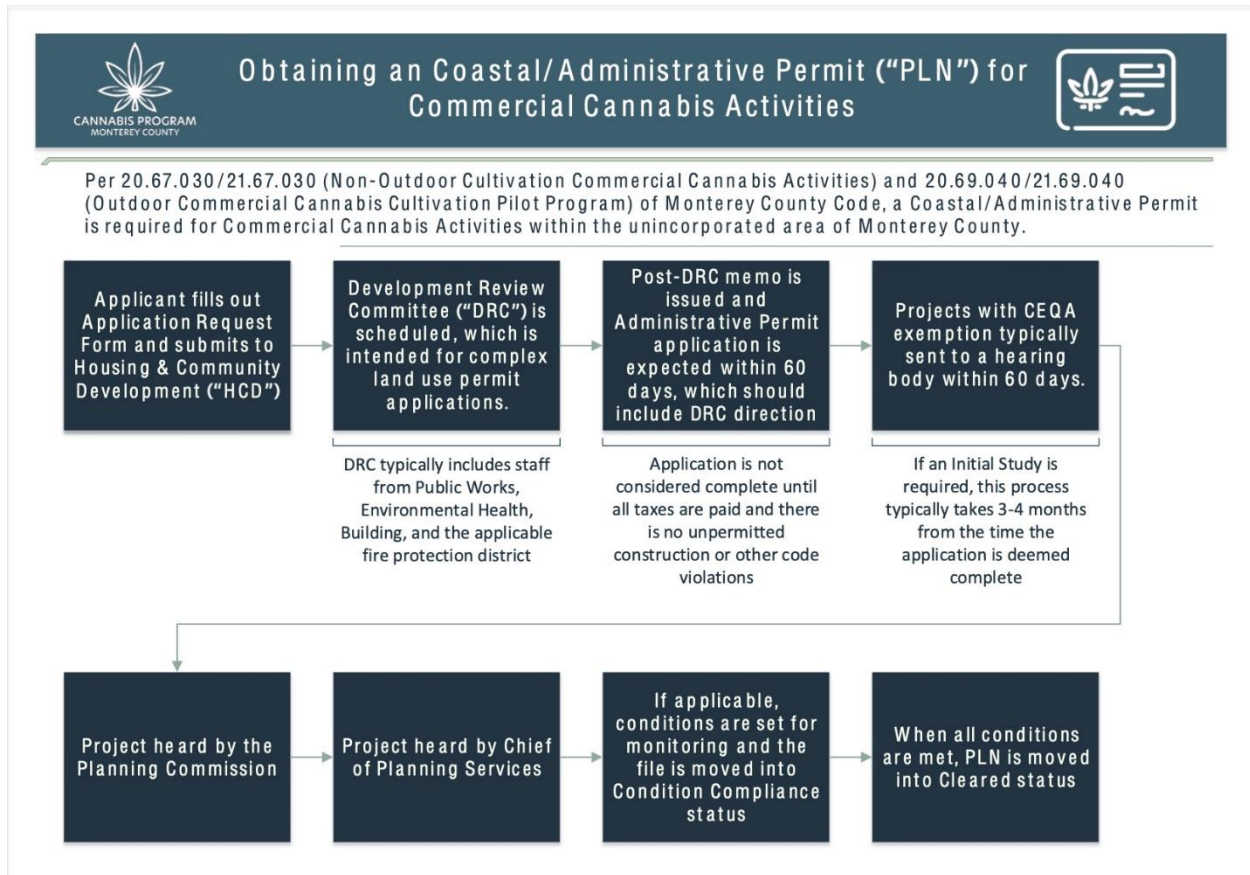 CANNABIS PROGRAM
MONTEREY COUNTY
Obtaining an Coastal/Administrative Permit (“PLN”) for
Commercial Cannabis Activities
Per 20.67.030/21.67.030 (Non-Outdoor Cultivation Commercial Cannabis Activities) and 20.69.040/21.69.040
(Outdoor Commercial Cannabis Cultivation Pilot Program) of Monterey County Code, a Coastal/Administrative Permit
is required for Commercial Cannabis Activities within the unincorporated area of Monterey County.
Applicant fills out
Application Request
Form and submits to
Housing & Community
Development (“HCD”)
Development Review
Committee (“DRC”) is
scheduled, which is
intended for complex
land use permit
applications.
DRC typically includes staff
from Public Works,
Environmental Health,
Building, and the applicable
fire protection district
Post-DRC memo is
issued and
Administrative Permit
application is
expected within 60
days, which should
include DRC direction
Application is not
considered complete until
all taxes are paid and there
is no unpermitted
construction or other code
violations
Projects with CEQA
exemption typically
sent to a hearing
body within 60 days.
If an Initial Study is
required, this process
typically takes 3-4 months
from the time the
application is deemed
complete
Project heard by the
Planning Commission
Project heard by Chief
of Planning Services
If applicable,
conditions are set for
monitoring and the
file is moved into
Condition Compliance
status
When all conditions
are met, PLN is moved
into Cleared status